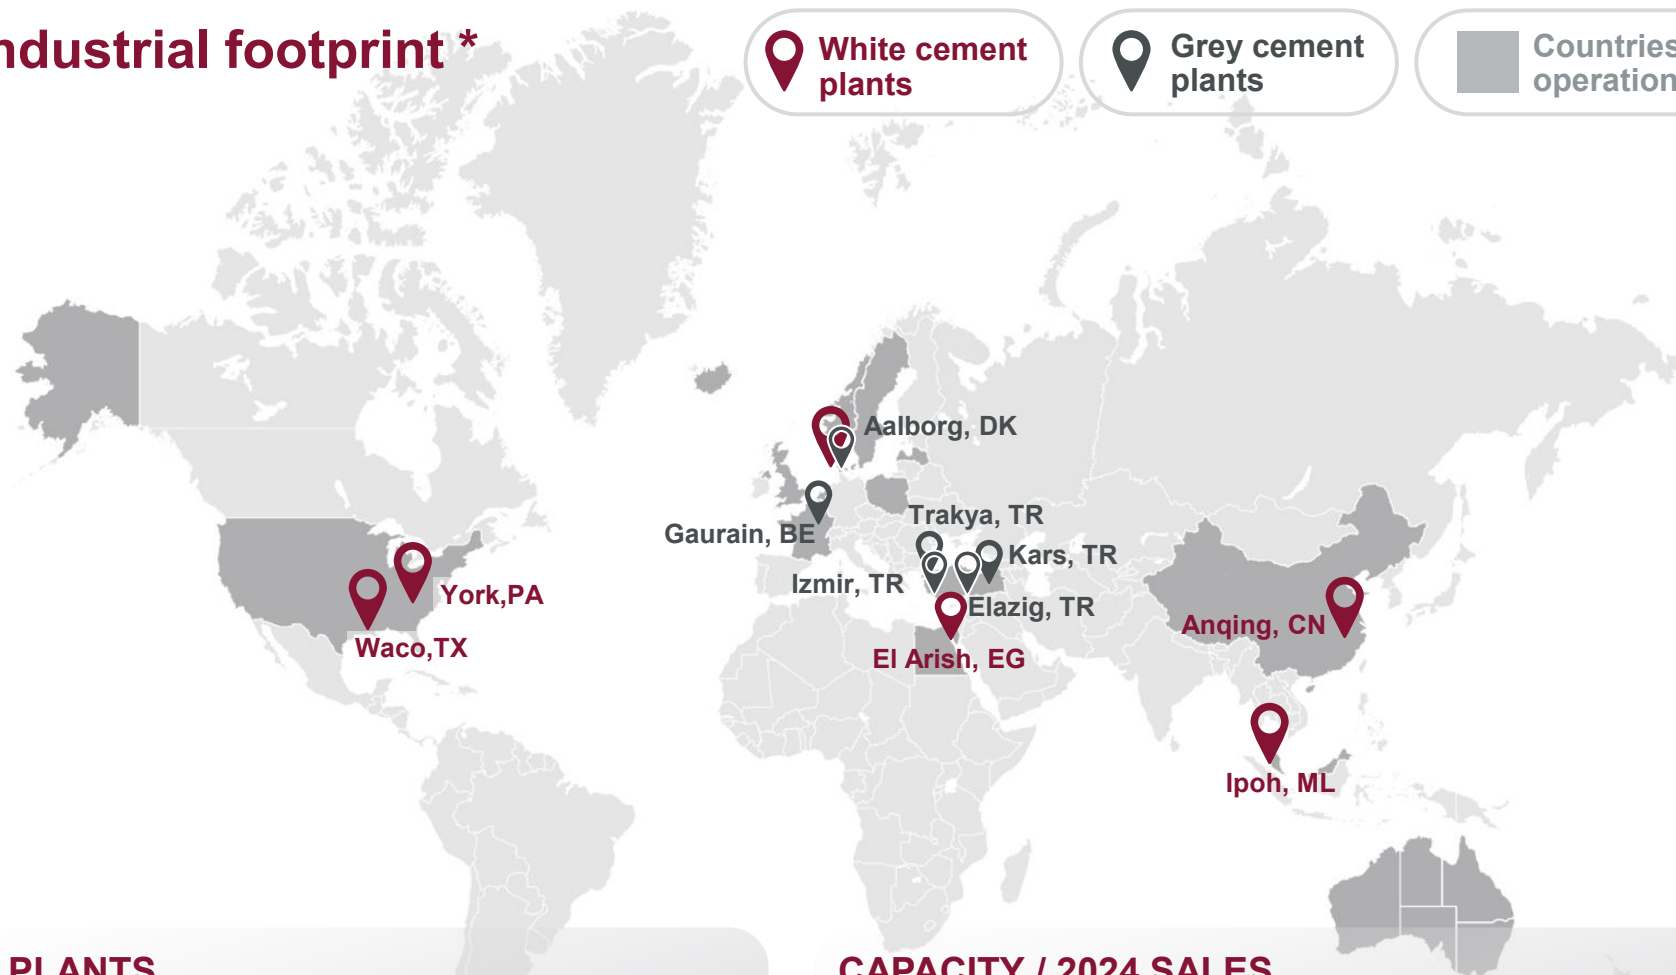 ndustrial footprint *
White cement
plants
Grey cement
plants
Countries
operation
Aalborg, DK
Gaurain, BE
Trakya, TR
Kars, TR
Izmir, TR
Elazig, TR
York,PA
Waco,TX
El Arish, EG
Anqing, CN
Ipoh, ML
PLANTS
CAPACITY / 2024 SALES